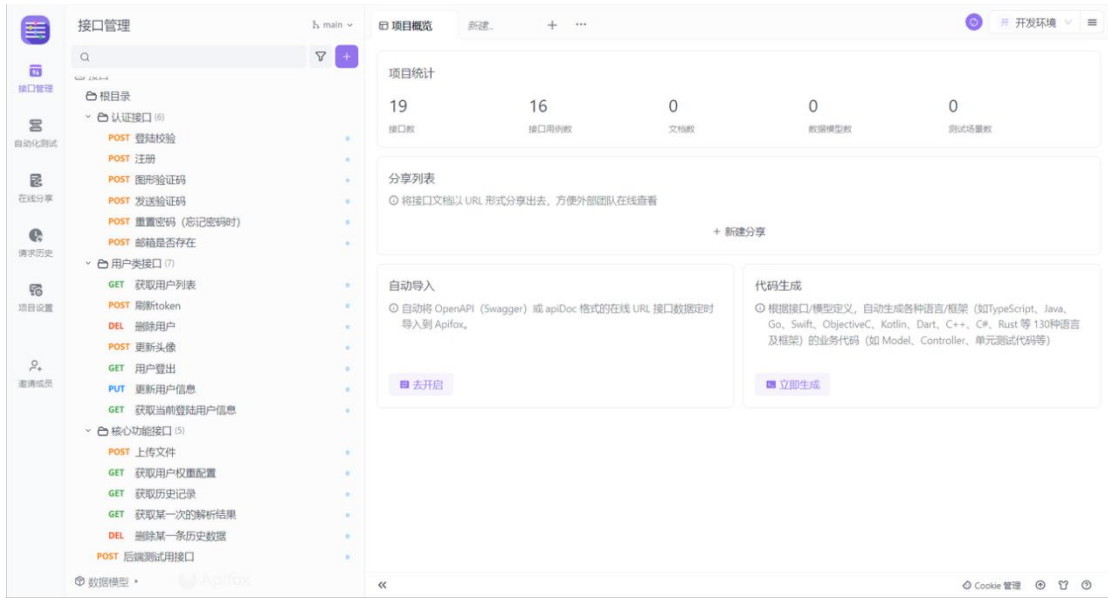 接口管理
main
项目概览
新建..
开发环境
接口管理
自动化测试
在线分享
请求历史
项目设置
邀请成员
接口
根目录
认证接口 (6)
POST 登陆校验
POST 注册
POST 图形验证码
POST 发送验证码
POST 重置密码（忘记密码时）
POST 邮箱是否存在
用户类接口 (7)
GET 获取用户列表
POST 刷新token
DEL 删除用户
POST 更新头像
GET 用户登出
PUT 更新用户信息
GET 获取当前登陆用户信息
核心功能接口 (5)
POST 上传文件
GET 获取用户权重配置
GET 获取历史记录
GET 获取某一次的解析结果
DEL 删除某一条历史数据
POST 后端测试用接口
数据模型
Apifox
项目统计
19 16 0 0 0
接口数 接口用例数 文档数 数据模型数 测试场景数
分享列表
将接口文档以 URL 形式分享出去，方便外部团队在线查看
+ 新建分享
自动导入
自动将 OpenAPI（Swagger）或 apiDoc 格式的在线 URL 接口数据定时
导入到 Apifox。
去开启
代码生成
根据接口/模型定义，自动生成各种语言/框架（如TypeScript、Java、
Go、Swift、ObjectiveC、Kotlin、Dart、C++、C#、Rust 等 130种语言
及框架）的业务代码（如 Model、Controller、单元测试代码等）
立即生成
Cookie 管理